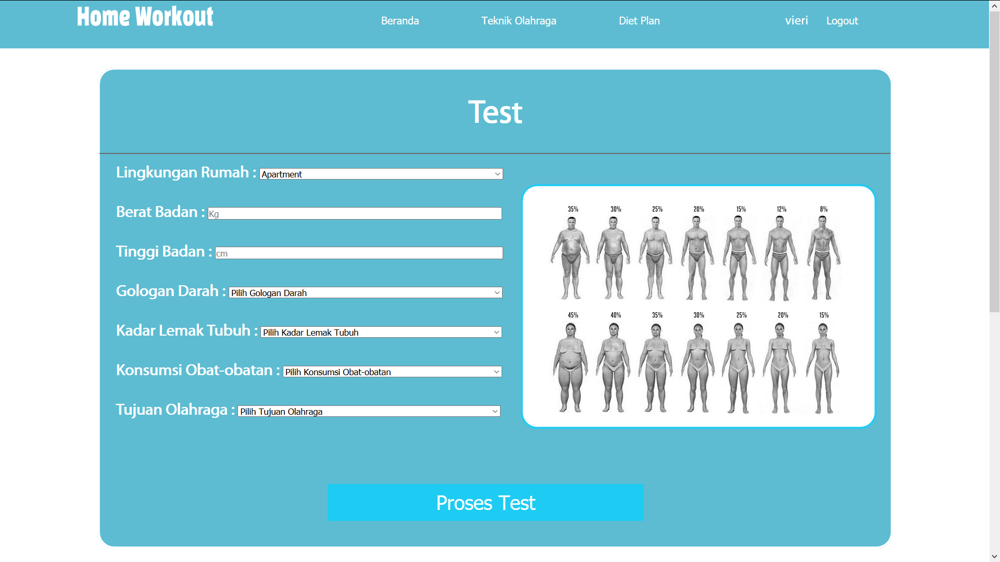 Home Workout
Beranda
Teknik Olahraga
Diet Plan
vieri
Logout
Test
Lingkungan Rumah : Apartment
Berat Badan : Kg
Tinggi Badan : cm
Gologan Darah : Pilih Gologan Darah
Kadar Lemak Tubuh : Pilih Kadar Lemak Tubuh
Konsumsi Obat-obatan : Pilih Konsumsi Obat-obatan
Tujuan Olahraga : Pilih Tujuan Olahraga
35% 30% 25% 20% 15% 12% 8%
45% 40% 35% 30% 25% 20% 15%
Proses Test